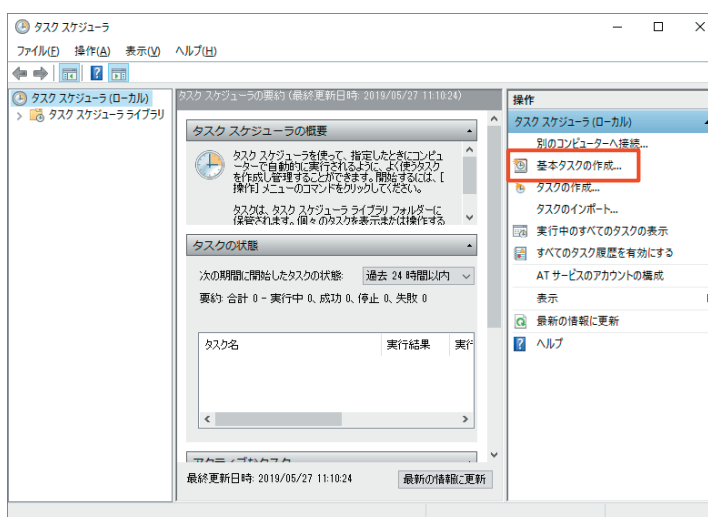 タスク スケジューラ
ファイル(F) 操作(A) 表示(V) ヘルプ(H)
タスク スケジューラ (ローカル)
タスク スケジューラ ライブラリ
タスク スケジューラの要約 (最終更新日時: 2019/05/27 11:10:24)
タスク スケジューラの概要
タスク スケジューラを使って、指定したときにコンピュ
ーターで自動的に実行されるように、よく使うタスク
を作成し管理することができます。開始するには、[
操作] メニューのコマンドをクリックしてください。
タスクは、タスク スケジューラ ライブラリ フォルダーに
保管されます。個々のタスクを表示または操作する
タスクの状態
次の期間に開始したタスクの状態: 過去 24 時間以内
要約: 合計 0 - 実行中 0、成功 0、停止 0、失敗 0
タスク名 実行結果 実行
最終更新日時: 2019/05/27 11:10:24 最新の情報に更新
操作
タスク スケジューラ (ローカル)
別のコンピューターへ接続...
基本タスクの作成...
タスクの作成...
タスクのインポート...
実行中のすべてのタスクの表示
すべてのタスク履歴を有効にする
AT サービスのアカウントの構成
表示
最新の情報に更新
ヘルプ